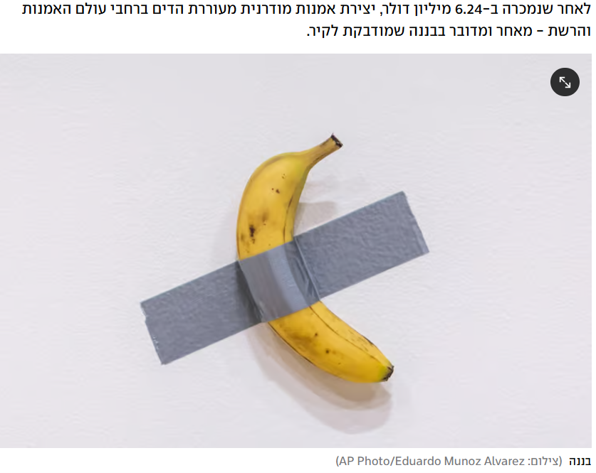 לאחר שנמכרה ב-6.24 מיליון דולר, יצירת אמנות מודרנית מעוררת הדים ברחבי עולם האמנות
והרשת - מאחר ומדובר בבננה שמודבקת לקיר.
בננה (צילום: AP Photo/Eduardo Munoz Alvarez)